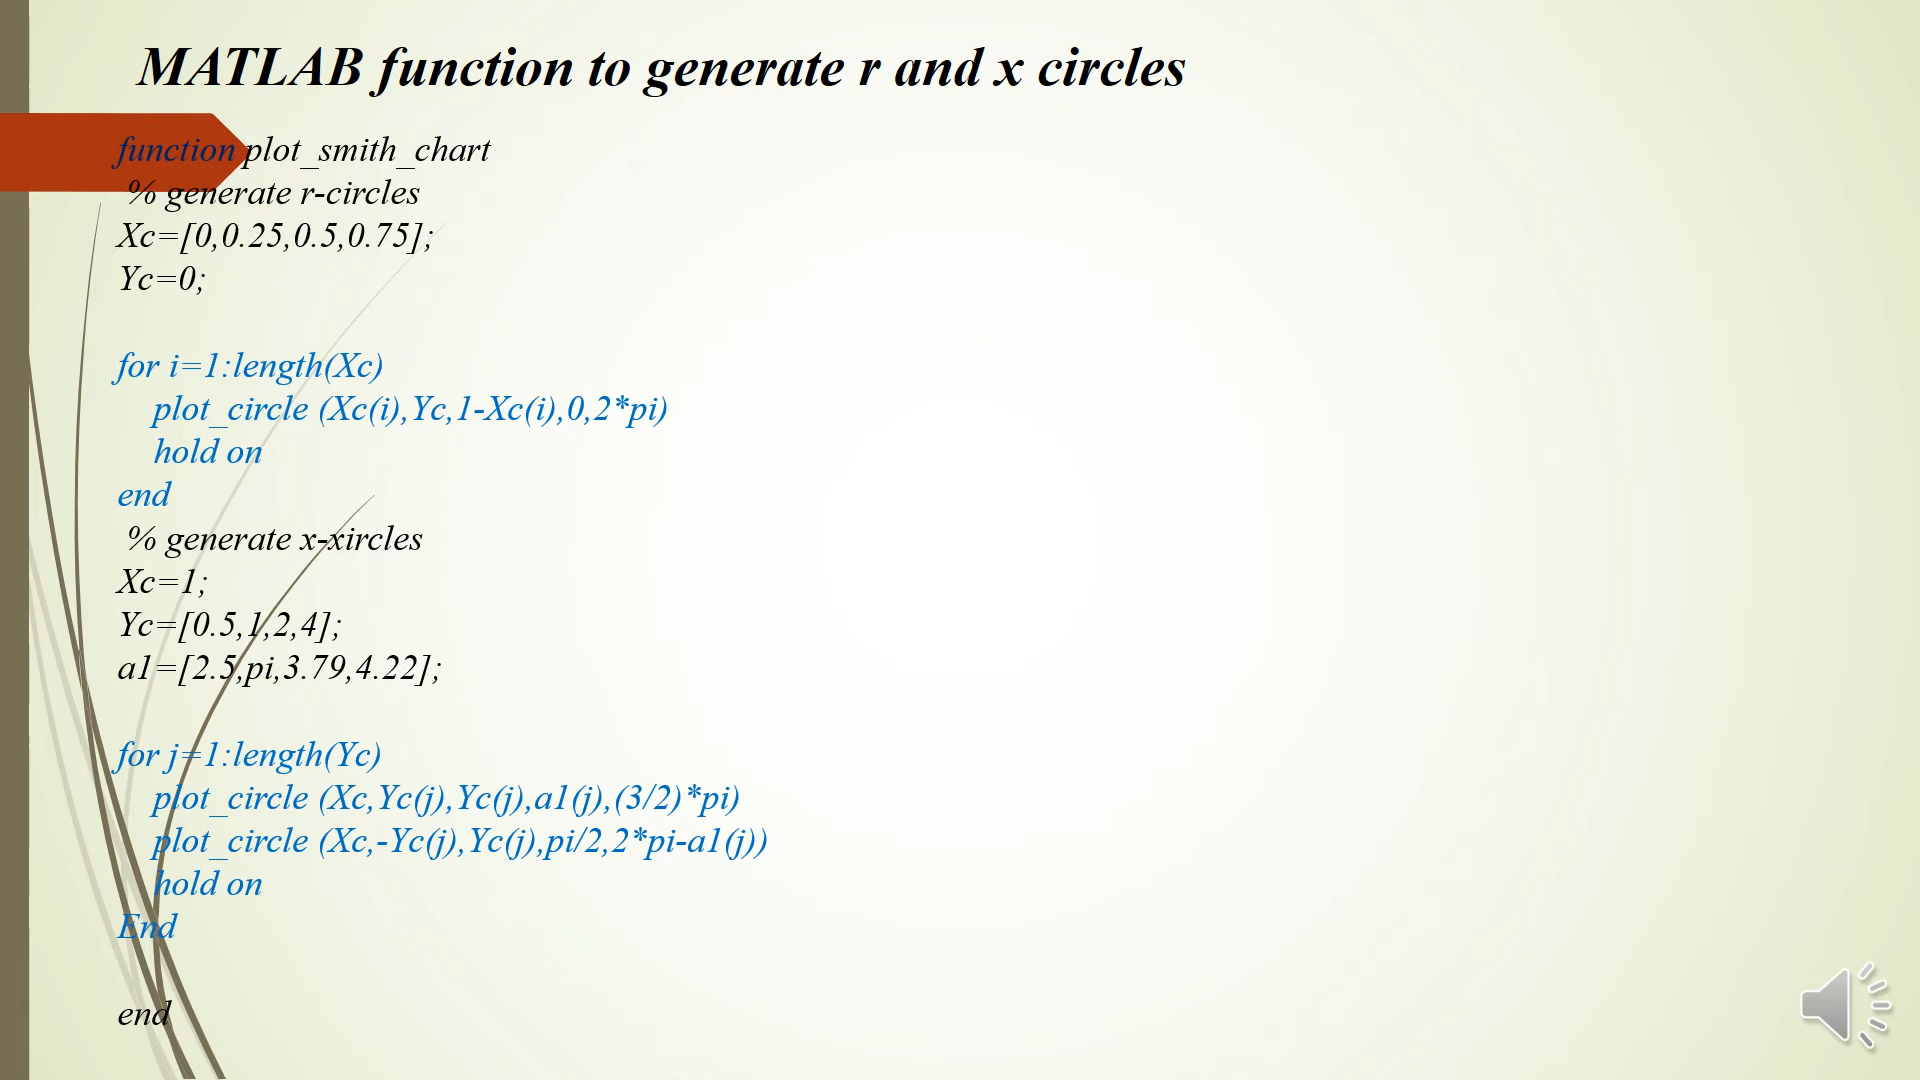 MATLAB function to generate r and x circles
function plot_smith_chart
% generate r-circles
Xc=[0,0.25,0.5,0.75];
Yc=0;
for i=1:length(Xc)
plot_circle (Xc(i),Yc,1-Xc(i),0,2*pi)
hold on
end
% generate x-xircles
Xc=1;
Yc=[0.5,1,2,4];
a1=[2.5,pi,3.79,4.22];
for j=1:length(Yc)
plot_circle (Xc,Yc(j),Yc(j),a1(j),(3/2)*pi)
plot_circle (Xc,-Yc(j),Yc(j),pi/2,2*pi-a1(j))
hold on
End
end